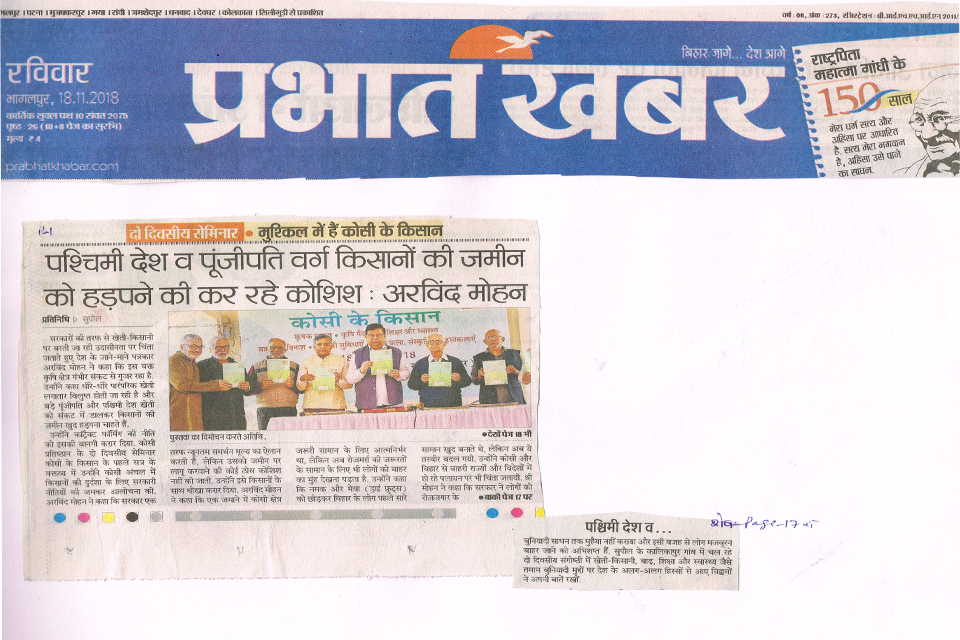 भागलपुर । पटना । मुजफ्फरपुर । गया । रांची । जमशेदपुर । धनबाद । देवघर । कोलकाता । सिलीगुड़ी से प्रकाशित
वर्ष : 08, अंक : 273, रजिस्ट्रेशन : बी.आई.एच.एच.आई.एन 2011/
बिहार जागे... देश आगे
रविवार
भागलपुर, 18.11.2018
कार्तिक शुक्ल पक्ष 10 संवत 2075
पृष्ठ : 26 (18+8 पेज का सुरभि)
मूल्य : ₹ 4
prabhatkhabar.com
प्रभात खबर
राष्ट्रपिता
महात्मा गांधी के
150 साल
मेरा धर्म सत्य और
अहिंसा पर आधारित
है. सत्य मेरा भगवान
है, अहिंसा उसे पाने
का साधन.
दो दिवसीय सेमिनार • मुश्किल में हैं कोसी के किसान
पश्चिमी देश व पूंजीपति वर्ग किसानों की जमीन
को हड़पने की कर रहे कोशिश : अरविंद मोहन
प्रतिनिधि ▷ सुपौल
सरकारों की तरफ से खेती-किसानी
पर बरती जा रही उदासीनता पर चिंता
जताते हुए देश के जाने-माने पत्रकार
अरविंद मोहन ने कहा कि इस वक्त
कृषि क्षेत्र गंभीर संकट से गुजर रहा है.
उन्होंने कहा धीरे-धीरे पारंपरिक खेती
लगातार विलुप्त होती जा रही है और
बड़े पूंजीपति और पश्चिमी देश खेती
को संकट में डालकर किसानों की
जमीन खुद हड़पना चाहते हैं.
उन्होंने कांट्रैक्ट फार्मिंग की नीति
को इसकी बानगी करार दिया. कोसी
प्रतिष्ठान के दो दिवसीय सेमिनार
कोसी के किसान के पहले सत्र के
वक्तव्य में उन्होंने कोसी अंचल में
किसानों की दुर्दशा के लिए सरकारी
नीतियों की जमकर आलोचना की.
अरविंद मोहन ने कहा कि सरकार एक
कोसी के किसान
पुस्तक का विमोचन करते अतिथि.
•देखें पेज 18 भी
तरफ न्यूनतम समर्थन मूल्य का ऐलान
करती है, लेकिन उसको जमीन पर
लागू करवाने की कोई ठोस कोशिश
नहीं की जाती. उन्होंने इसे किसानों के
साथ धोखा करार दिया. अरविंद मोहन
ने कहा कि एक जमाने में कोसी क्षेत्र
जरूरी सामान के लिए आत्मनिर्भर
था, लेकिन अब रोजमर्रा की जरूरतों
के सामान के लिए भी लोगों को बाहर
का मुंह देखना पड़ता है. उन्होंने कहा
कि नमक और मेवा (ड्राई फ्रूट्स)
को छोड़कर बिहार के लोग पहले सारे
सामान खुद बनाते थे, लेकिन अब ये
तस्वीर बदल गयी. उन्होंने कोसी और
बिहार से बाहरी राज्यों और विदेशों में
हो रहे पलायन पर भी चिंता जतायी. श्री
मोहन ने कहा कि सरकार ने लोगों को
रोजगार के •बाकी पेज 17 पर
पश्चिमी देश व...
बुनियादी साधन तक मुहैया नहीं कराया और इसी वजह से लोग मजबूरन
बाहर जाने को अभिशप्त हैं. सुपौल के कालिकापुर गांव में चल रहे
दो दिवसीय संगोष्ठी में खेती-किसानी, बाढ़, शिक्षा और स्वास्थ्य जैसे
तमाम बुनियादी मुद्दों पर देश के अलग-अलग हिस्सों से आए विद्वानों
ने अपनी बातें रखीं.
शेष Page-17 पर